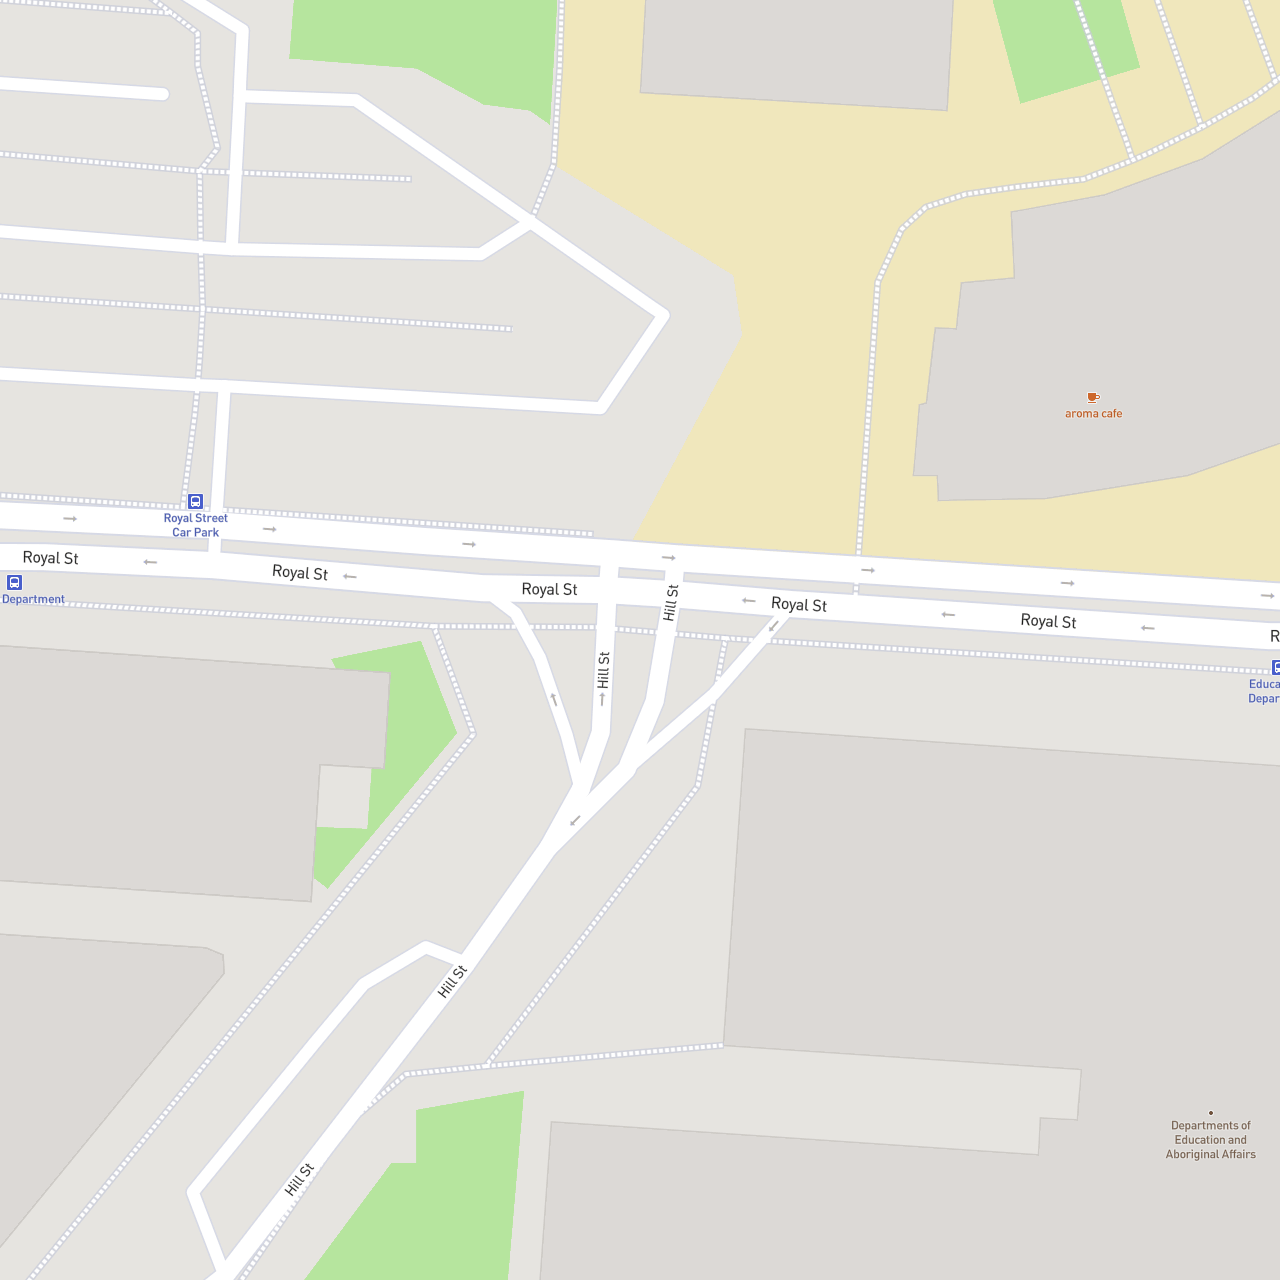 aroma cafe
Royal Street
Car Park
Royal St
Royal St
Royal St
Royal St
Royal St
R
Department
Hill St
Hill St
Educa
Depar
Hill St
Hill St
Departments of
Education and
Aboriginal Affairs